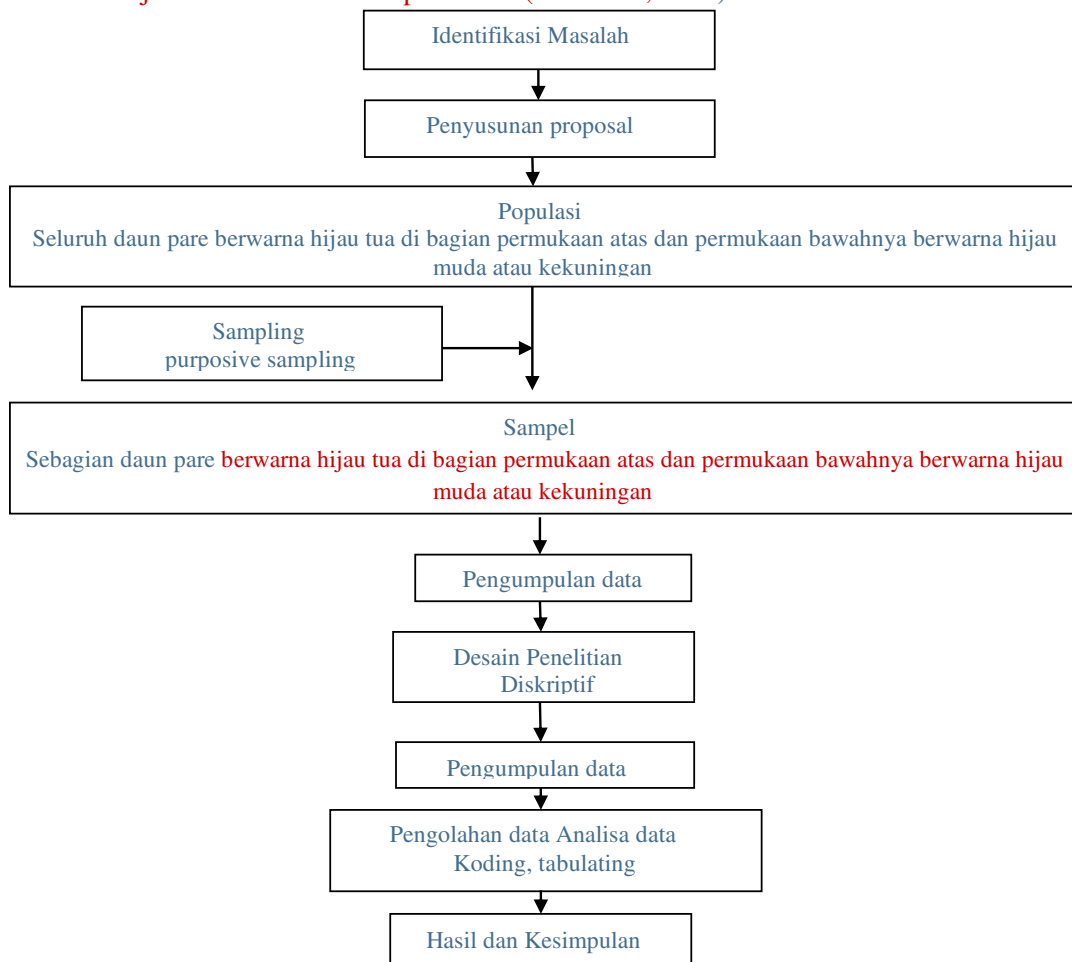 Identifikasi Masalah
Penyusunan proposal
Populasi
Seluruh daun pare berwarna hijau tua di bagian permukaan atas dan permukaan bawahnya berwarna hijau
muda atau kekuningan
Sampling
purposive sampling
Sampel
Sebagian daun pare berwarna hijau tua di bagian permukaan atas dan permukaan bawahnya berwarna hijau
muda atau kekuningan
Pengumpulan data
Desain Penelitian
Diskriptif
Pengumpulan data
Pengolahan data Analisa data
Koding, tabulating
Hasil dan Kesimpulan